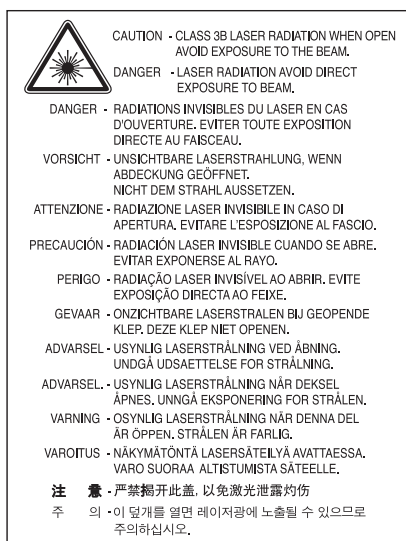 CAUTION - CLASS 3B LASER RADIATION WHEN OPEN
AVOID EXPOSURE TO THE BEAM.
DANGER - LASER RADIATION AVOID DIRECT
EXPOSURE TO BEAM.
DANGER - RADIATIONS INVISIBLES DU LASER EN CAS
D'OUVERTURE. EVITER TOUTE EXPOSITION
DIRECTE AU FAISCEAU.
VORSICHT - UNSICHTBARE LASERSTRAHLUNG, WENN
ABDECKUNG GEÖFFNET.
NICHT DEM STRAHL AUSSETZEN.
ATTENZIONE - RADIAZIONE LASER INVISIBILE IN CASO DI
APERTURA. EVITARE L'ESPOSIZIONE AL FASCIO.
PRECAUCIÓN - RADIACIÓN LASER INVISIBLE CUANDO SE ABRE.
EVITAR EXPONERSE AL RAYO.
PERIGO - RADIAÇÃO LASER INVISÍVEL AO ABRIR. EVITE
EXPOSIÇÃO DIRECTA AO FEIXE.
GEVAAR - ONZICHTBARE LASERSTRALEN BIJ GEOPENDE
KLEP. DEZE KLEP NIET OPENEN.
ADVARSEL - USYNLIG LASERSTRÅLNING VED ÅBNING.
UNDGÅ UDSAETTELSE FOR STRÅLNING.
ADVARSEL. - USYNLIG LASERSTRÅLNING NÅR DEKSEL
ÅPNES. UNNGÅ EKSPONERING FOR STRÅLEN.
VARNING - OSYNLIG LASERSTRÅLNING NÄR DENNA DEL
ÄR ÖPPEN. STRÅLEN ÄR FARLIG.
VAROITUS - NÄKYMÄTÖNTÄ LASERSÄTEILYÄ AVATTAESSA.
VARO SUORAA ALTISTUMISTA SÄTEELLE.
注 意 - 严禁揭开此盖, 以免激光泄露灼伤
주 의 - 이 덮개를 열면 레이저광에 노출될 수 있으므로
주의하십시오.